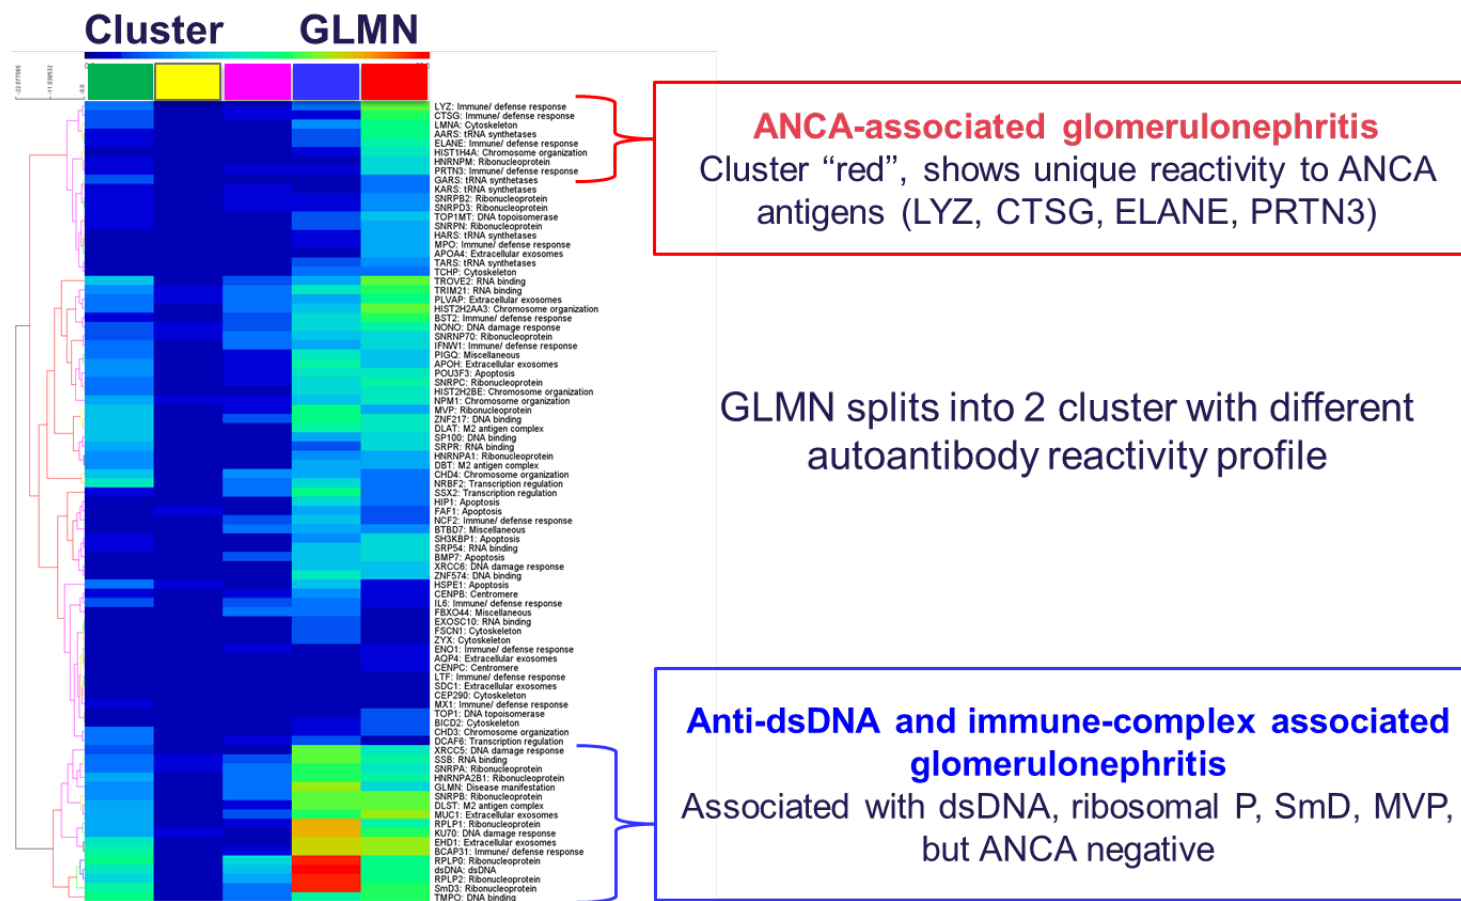 Cluster GLMN
-22.077065
-11.038532
-0.0
LYZ: Immune/ defense response
CTSG: Immune/ defense response
LMNA: Cytoskeleton
AARS: tRNA synthetases
ELANE: Immune/ defense response
HIST1H4A: Chromosome organization
HNRNPM: Ribonucleoprotein
PRTN3: Immune/ defense response
GARS: tRNA synthetases
KARS: tRNA synthetases
SNRPB2: Ribonucleoprotein
SNRPD3: Ribonucleoprotein
TOP1MT: DNA topoisomerase
SNRPN: Ribonucleoprotein
HARS: tRNA synthetases
MPO: Immune/ defense response
APOA4: Extracellular exosomes
TARS: tRNA synthetases
TCHP: Cytoskeleton
TROVE2: RNA binding
TRIM21: RNA binding
PLVAP: Extracellular exosomes
HIST2H2AA3: Chromosome organization
BST2: Immune/ defense response
NONO: DNA damage response
SNRNP70: Ribonucleoprotein
IFNW1: Immune/ defense response
PIGQ: Miscellaneous
APOH: Extracellular exosomes
POU3F3: Apoptosis
SNRPC: Ribonucleoprotein
HIST2H2BE: Chromosome organization
NPM1: Chromosome organization
MVP: Ribonucleoprotein
ZNF217: DNA binding
DLAT: M2 antigen complex
SP100: DNA binding
SRPR: RNA binding
HNRNPA1: Ribonucleoprotein
DBT: M2 antigen complex
CHD4: Chromosome organization
NRBF2: Transcription regulation
SSX2: Transcription regulation
HIP1: Apoptosis
FAF1: Apoptosis
NCF2: Immune/ defense response
BTBD7: Miscellaneous
SH3KBP1: Apoptosis
SRP54: RNA binding
BMP7: Apoptosis
XRCC6: DNA damage response
ZNF574: DNA binding
HSPE1: Apoptosis
CENPB: Centromere
IL6: Immune/ defense response
FBXO44: Miscellaneous
EXOSC10: RNA binding
FSCN1: Cytoskeleton
ZYX: Cytoskeleton
ENO1: Immune/ defense response
AQP4: Extracellular exosomes
CENPC: Centromere
LTF: Immune/ defense response
SDC1: Extracellular exosomes
CEP290: Cytoskeleton
MX1: Immune/ defense response
TOP1: DNA topoisomerase
BICD2: Cytoskeleton
CHD3: Chromosome organization
DCAF6: Transcription regulation
XRCC5: DNA damage response
SSB: RNA binding
SNRPA: Ribonucleoprotein
HNRNPA2B1: Ribonucleoprotein
GLMN: Disease manifestation
SNRPB: Ribonucleoprotein
DLST: M2 antigen complex
MUC1: Extracellular exosomes
RPLP1: Ribonucleoprotein
KU70: DNA damage response
EHD1: Extracellular exosomes
BCAP31: Immune/ defense response
RPLP0: Ribonucleoprotein
dsDNA: dsDNA
RPLP2: Ribonucleoprotein
SmD3: Ribonucleoprotein
TMPO: DNA binding
ANCA-associated glomerulonephritis
Cluster “red”, shows unique reactivity to ANCA
antigens (LYZ, CTSG, ELANE, PRTN3)
GLMN splits into 2 cluster with different
autoantibody reactivity profile
Anti-dsDNA and immune-complex associated
glomerulonephritis
Associated with dsDNA, ribosomal P, SmD, MVP,
but ANCA negative